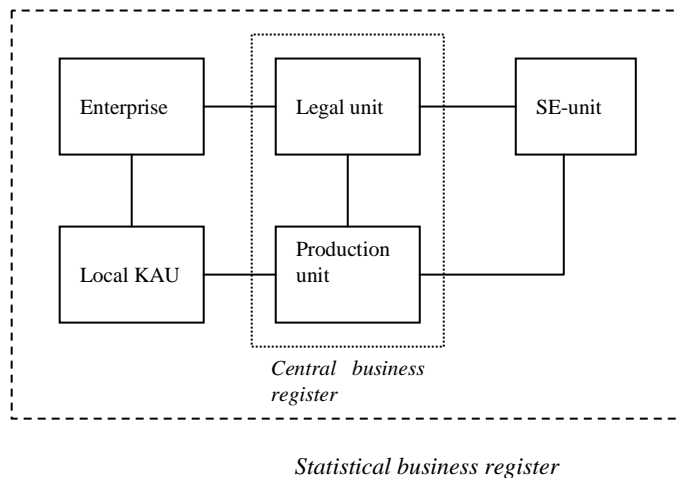 Enterprise
Legal unit
SE-unit
Local KAU
Production
unit
Central business
register
Statistical business register